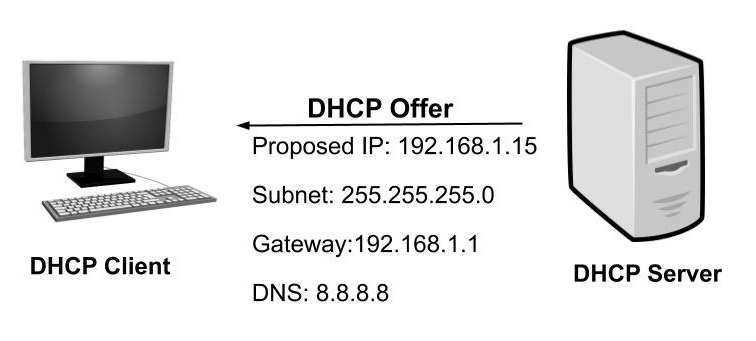 DHCP Offer
Proposed IP: 192.168.1.15
Subnet: 255.255.255.0
Gateway:192.168.1.1
DNS: 8.8.8.8
DHCP Client
DHCP Server